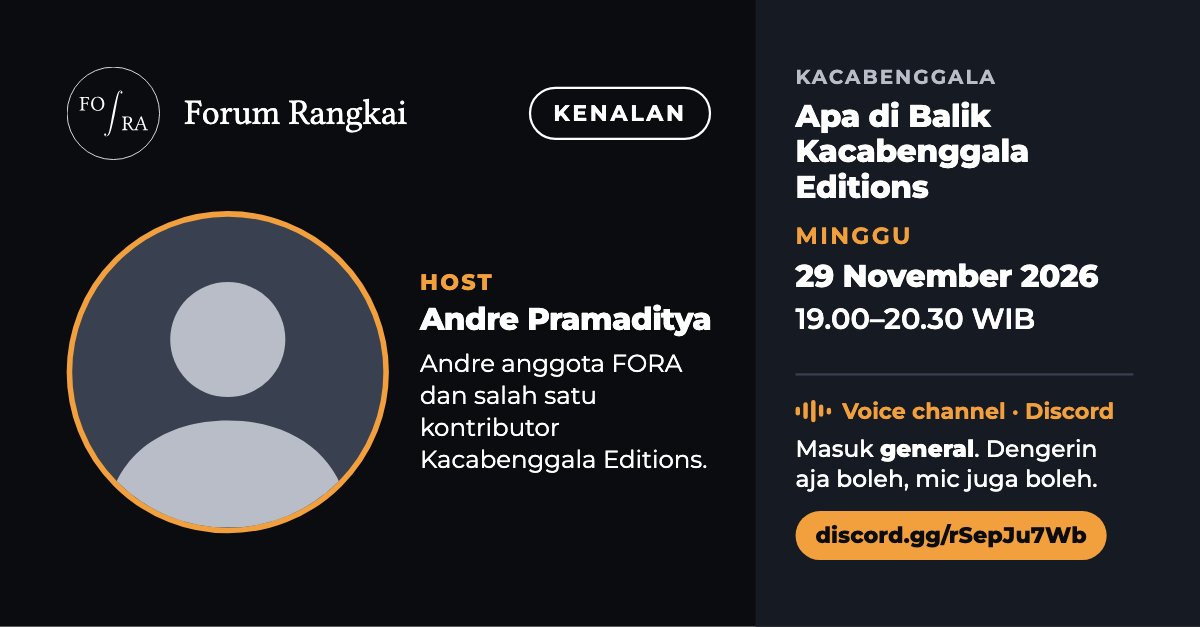 FO
RA
Forum Rangkai
KENALAN
HOST
Andre Pramaditya
Andre anggota FORA
dan salah satu
kontributor
Kacabenggala Editions.
KACABENGGALA
Apa di Balik
Kacabenggala
Editions
MINGGU
29 November 2026
19.00–20.30 WIB
Voice channel · Discord
Masuk general. Dengerin
aja boleh, mic juga boleh.
discord.gg/rSepJu7Wb